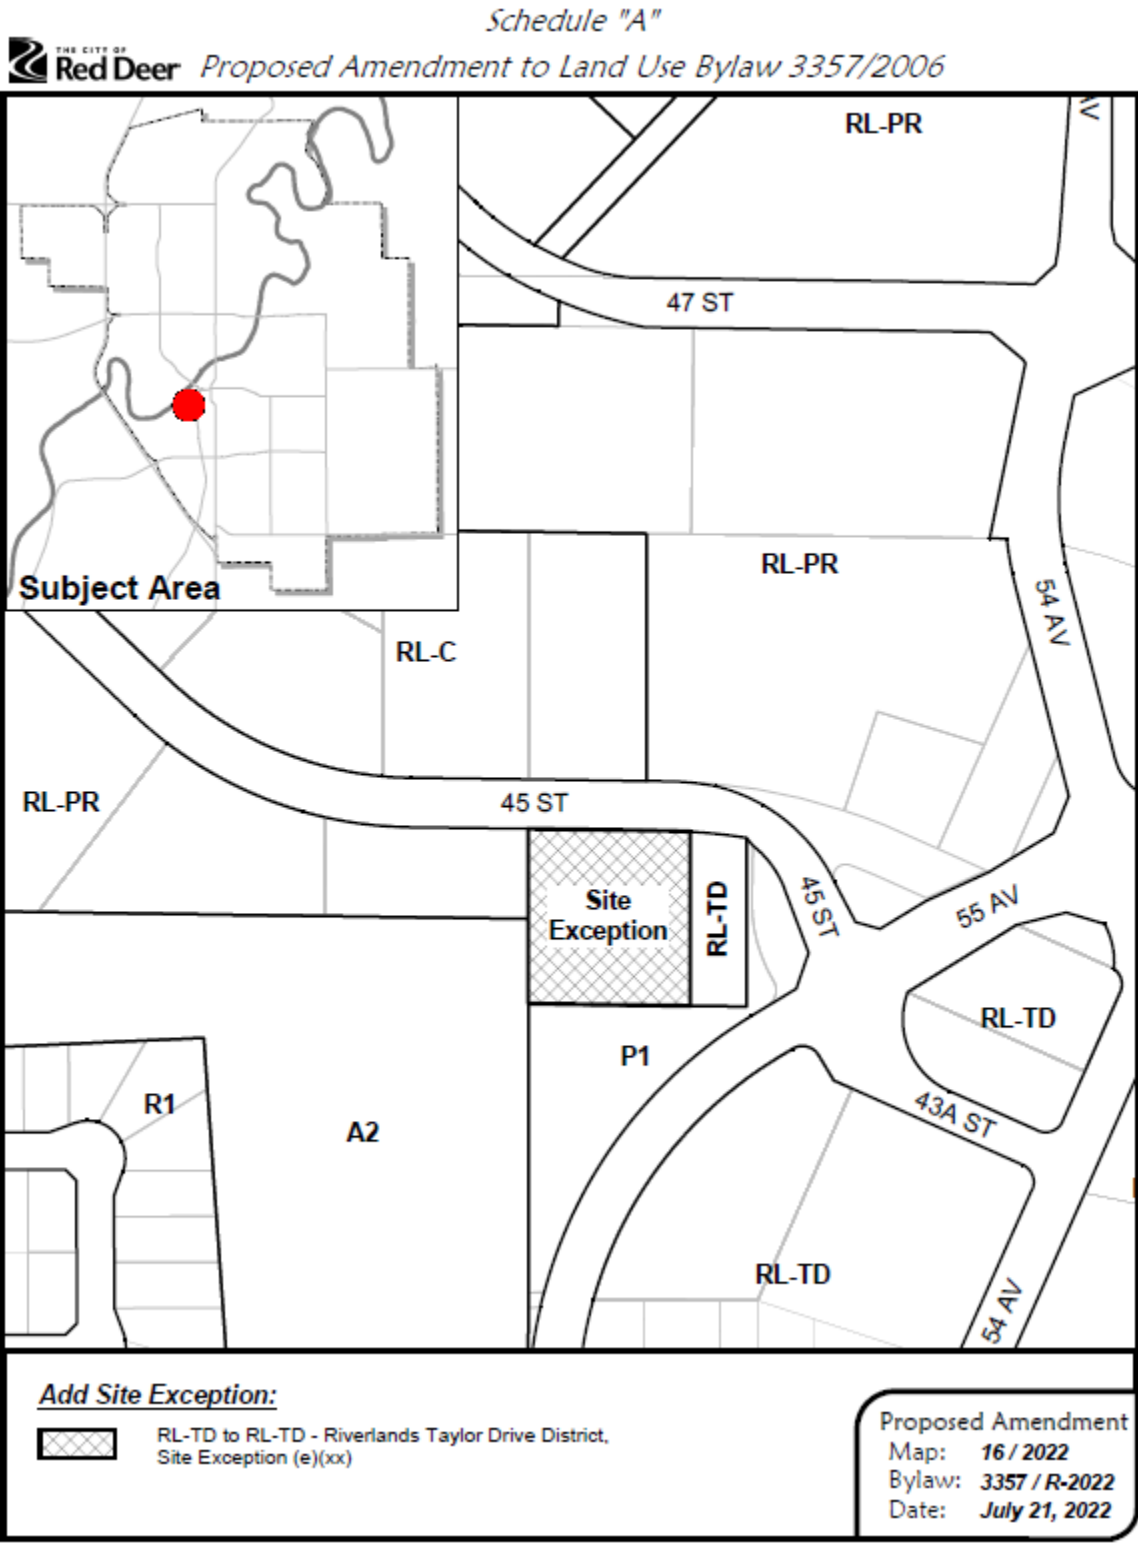 Schedule "A"
THE CITY OF
Red Deer
Proposed Amendment to Land Use Bylaw 3357/2006
RL-PR
AV
47 ST
Subject Area
RL-PR
54 AV
RL-C
RL-PR
45 ST
Site
Exception
RL-TD
45 ST
55 AV
RL-TD
P1
R1
A2
43A ST
RL-TD
54 AV
Add Site Exception:
RL-TD to RL-TD - Riverlands Taylor Drive District,
Site Exception (e)(xx)
Proposed Amendment
Map: 16 / 2022
Bylaw: 3357 / R-2022
Date: July 21, 2022